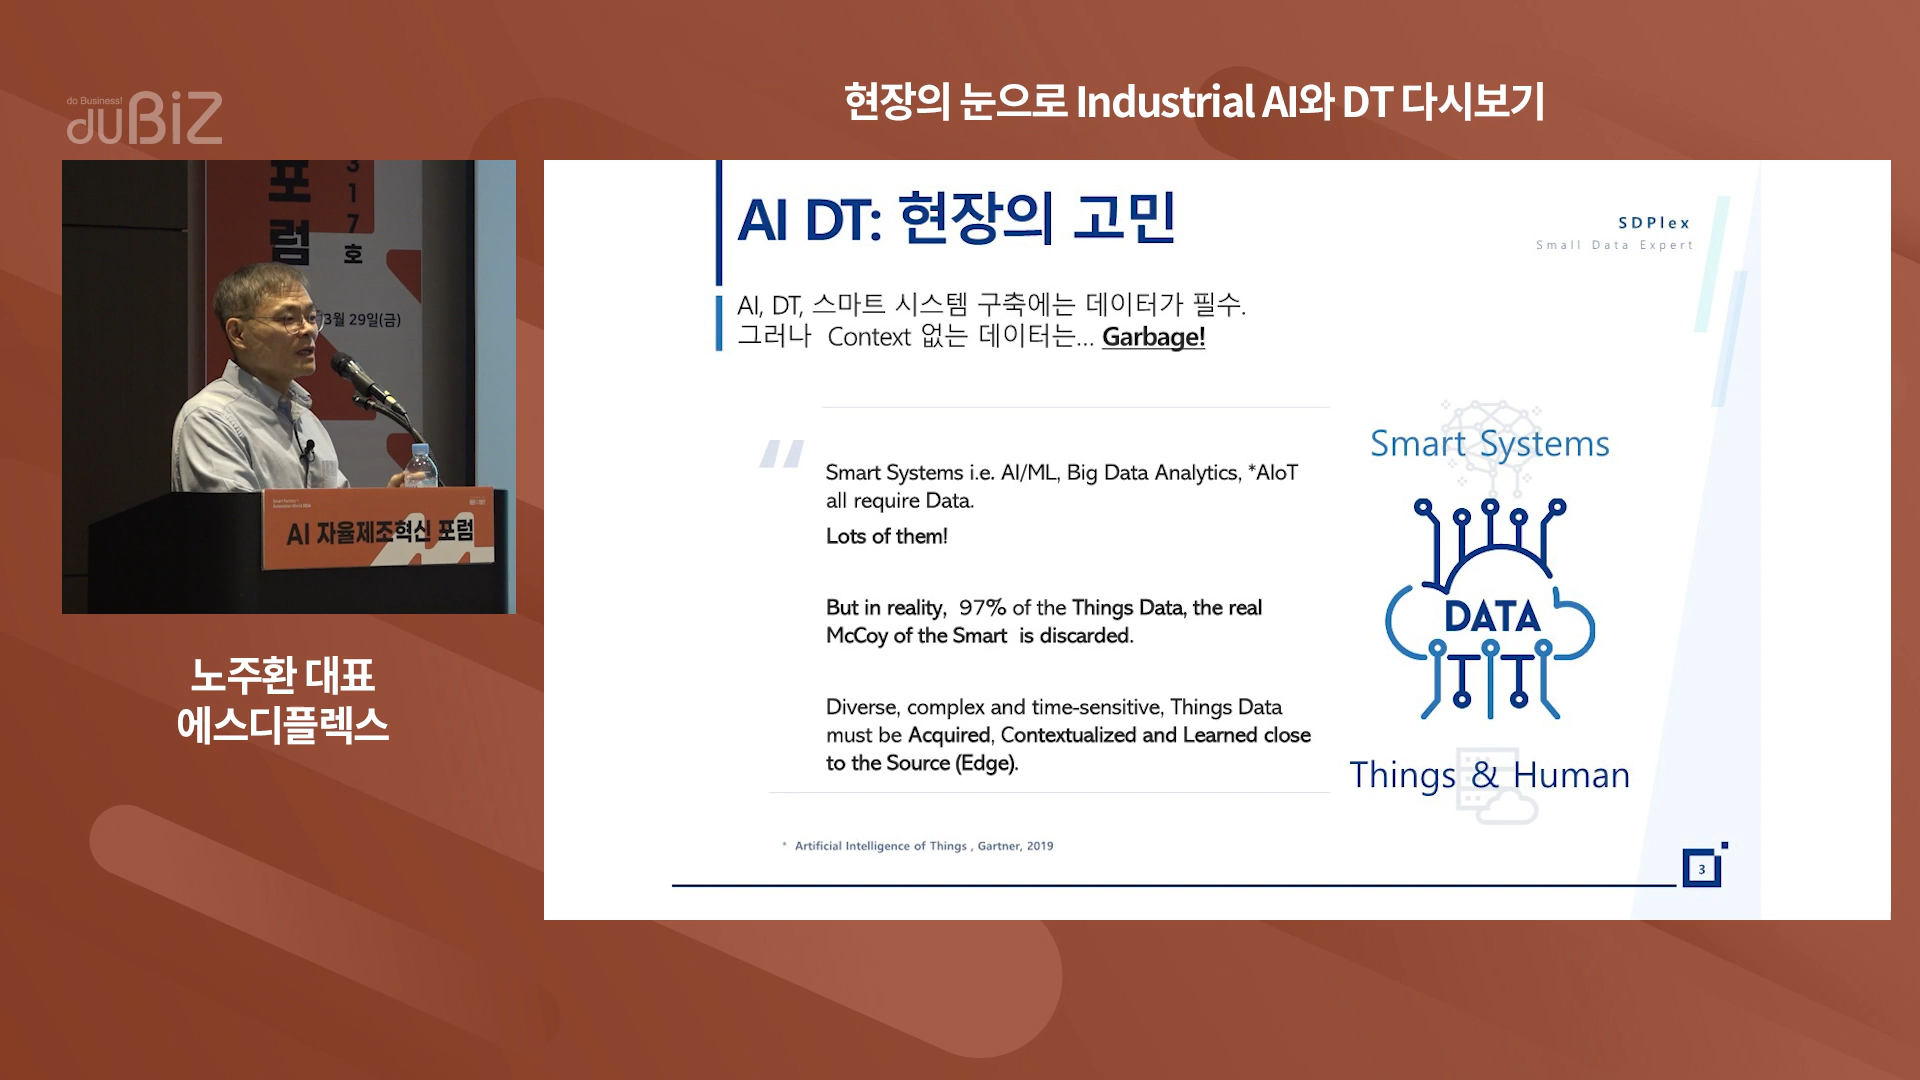 do Business!
duBiZ
현장의 눈으로 Industrial AI와 DT 다시보기
포럼
317호
3월 29일(금)
AI 자율제조혁신 포럼
노주환 대표
에스디플렉스
AI DT: 현장의 고민
SDPlex
Small Data Expert
AI, DT, 스마트 시스템 구축에는 데이터가 필수.
그러나 Context 없는 데이터는... Garbage!
“
Smart Systems i.e. AI/ML, Big Data Analytics, *AIoT
all require Data.
Lots of them!
But in reality, 97% of the Things Data, the real
McCoy of the Smart is discarded.
Diverse, complex and time-sensitive, Things Data
must be Acquired, Contextualized and Learned close
to the Source (Edge).
Smart Systems
DATA
Things & Human
* Artificial Intelligence of Things , Gartner, 2019
3